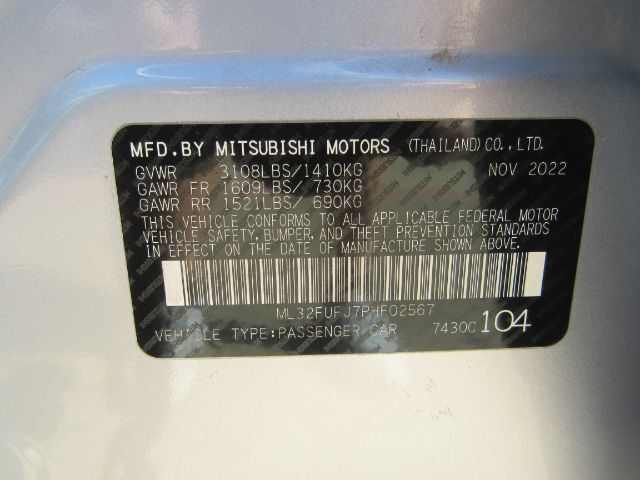 MFD.BY MITSUBISHI MOTORS (THAILAND)CO.,LTD.
GVWR 3108LBS/1410KG NOV 2022
GAWR FR 1609LBS/ 730KG
GAWR RR 1521LBS/ 690KG
THIS VEHICLE CONFORMS TO ALL APPLICABLE FEDERAL MOTOR
VEHICLE SAFETY, BUMPER, AND THEFT PREVENTION STANDARDS
IN EFFECT ON THE DATE OF MANUFACTURE SHOWN ABOVE.
ML32FUFJ7PHF02567
VEHICLE TYPE:PASSENGER CAR 7430C 104